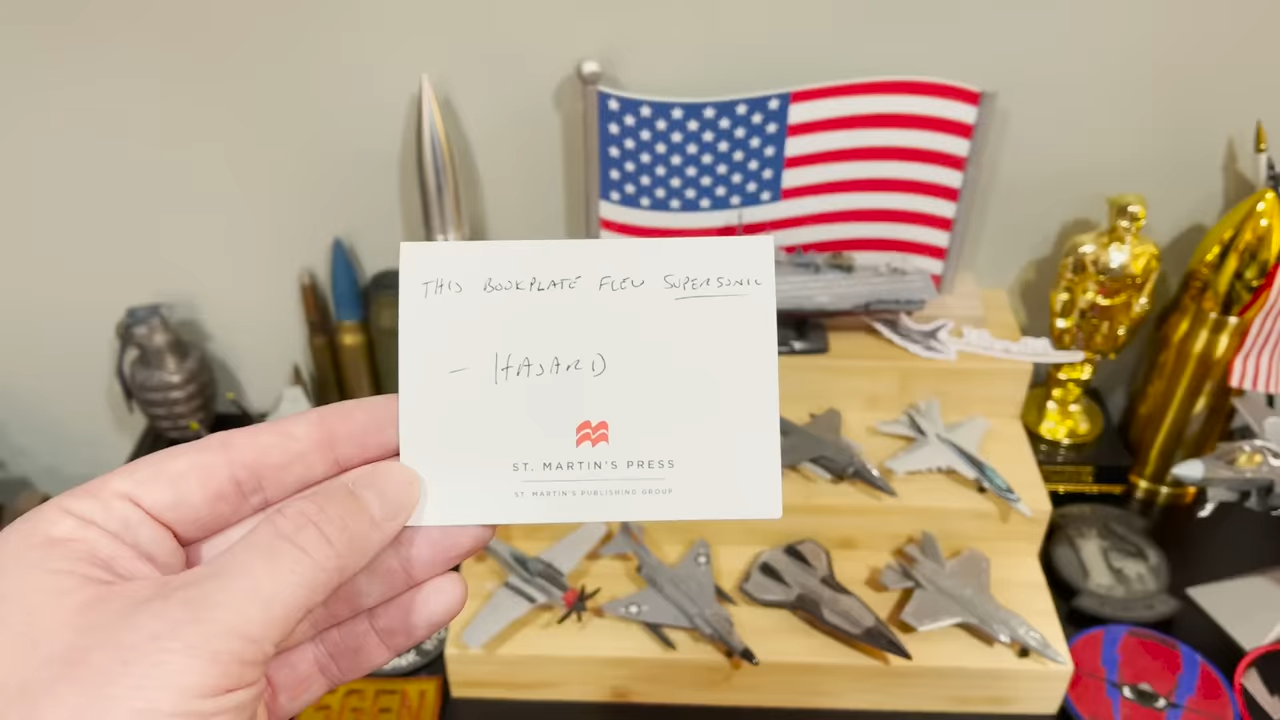 THIS BOOKPLATE FLEW SUPERSONIC
— HASARD
ST. MARTIN'S PRESS
ST. MARTIN'S PUBLISHING GROUP